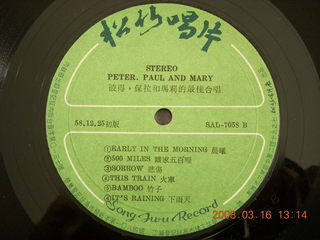 松竹唱片
STEREO
PETER, PAUL AND MARY
彼得，保拉和瑪莉的最佳合唱
58.12.25初版
SAL-7058 B
①EARLY IN THE MORNING 晨曦
②500 MILES 離家五百哩
③SORROW 悲傷
④THIS TRAIN 火車
⑤BAMBOO 竹子
⑥IT'S RAINING 下雨天
Song Jwu Record
2008.03.16 13:14